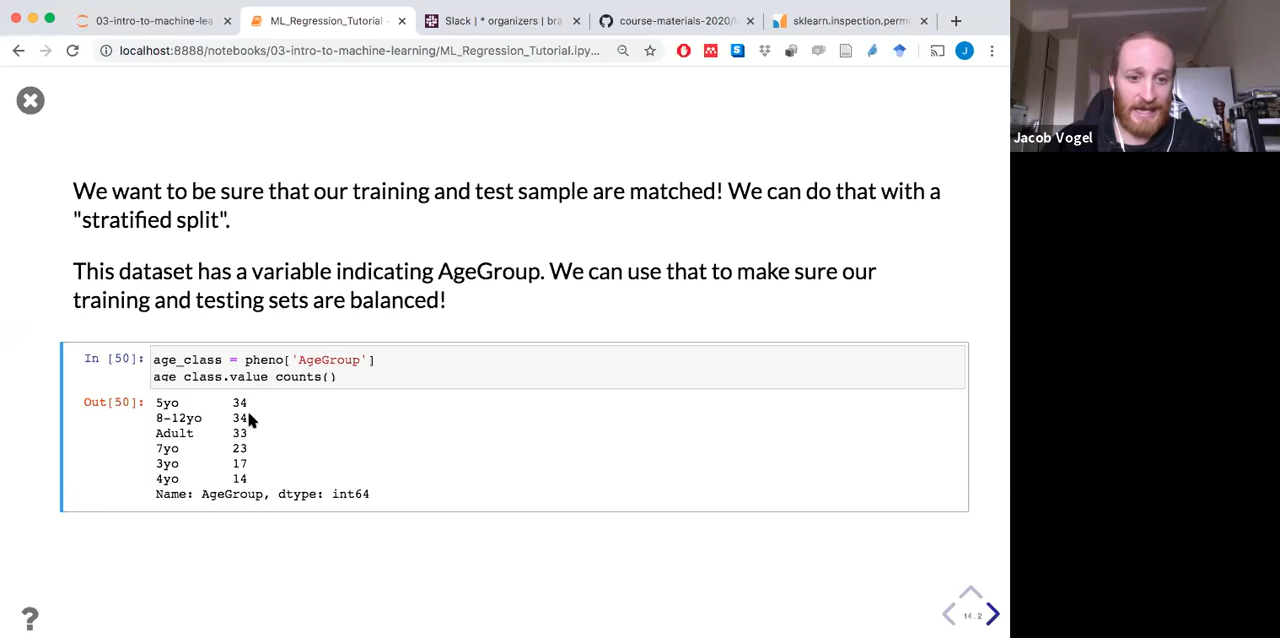 03-intro-to-machine-lea
ML_Regression_Tutorial -
Slack | * organizers | bra
course-materials-2020/
sklearn.inspection.perm
localhost:8888/notebooks/03-intro-to-machine-learning/ML_Regression_Tutorial.ipy...
J
Jacob Vogel
We want to be sure that our training and test sample are matched! We can do that with a
"stratified split".
This dataset has a variable indicating AgeGroup. We can use that to make sure our
training and testing sets are balanced!
In [50]: age_class = pheno['AgeGroup']
age_class.value_counts()
Out[50]: 5yo 34
8-12yo 34
Adult 33
7yo 23
3yo 17
4yo 14
Name: AgeGroup, dtype: int64
14.2
?